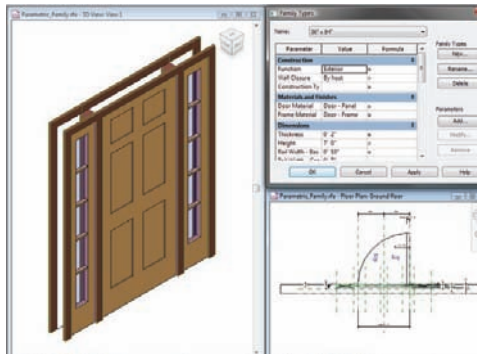 Parametric_Family.rfa - 3D View: View 1
Family Types
Name: 36" x 84"
Parameter Value Formula
Construction
Function Exterior =
Wall Closure By host =
Construction Ty =
Materials and Finishes
Door Material Door - Panel =
Frame Material Door - Frame =
Dimensions
Thickness 0' 2" =
Height 7' 0" =
Family Types
New...
Rename...
Delete
Parameters
Add...
Modify...
Remove
OK Cancel Apply Help
Parametric_Family.rfa - Floor Plan: Ground floor